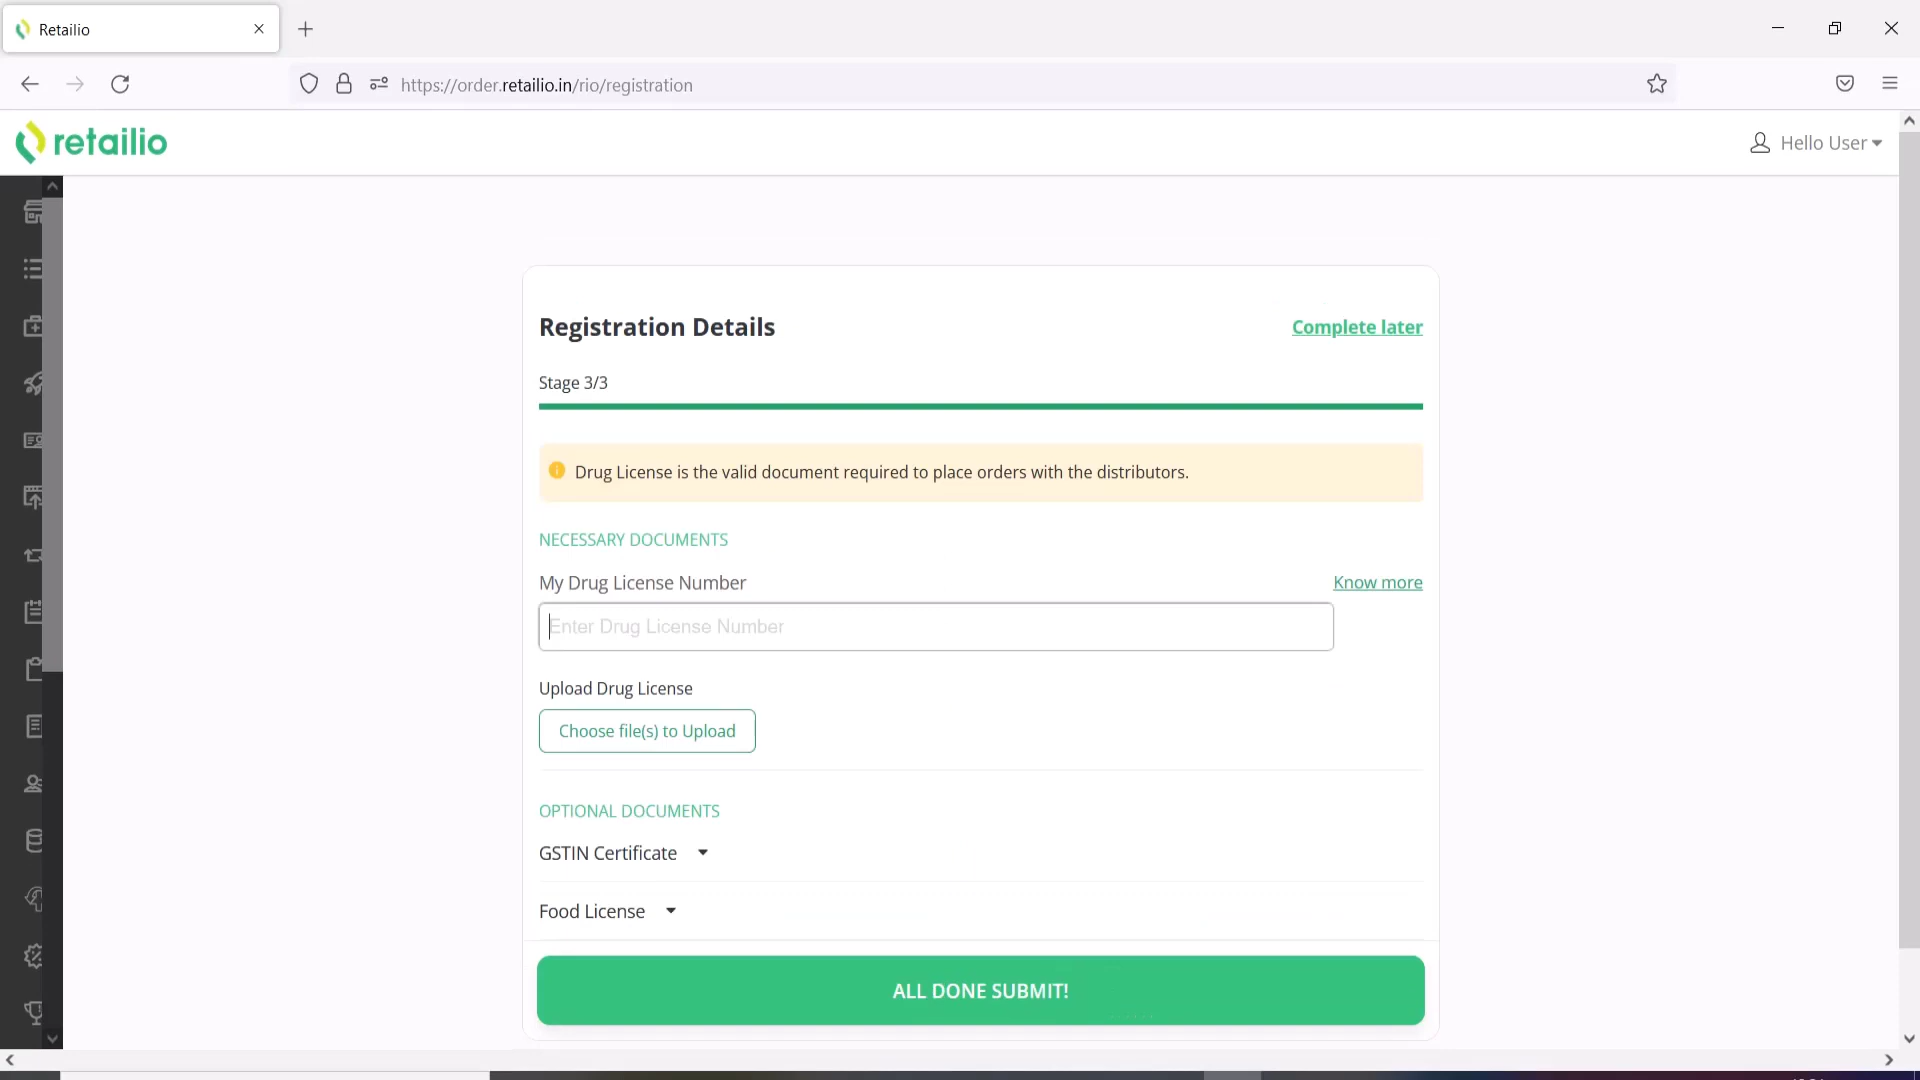 Retailio
https://order.retailio.in/rio/registration
retailio
Hello User
Registration Details
Complete later
Stage 3/3
Drug License is the valid document required to place orders with the distributors.
NECESSARY DOCUMENTS
My Drug License Number
Know more
Enter Drug License Number
Upload Drug License
Choose file(s) to Upload
OPTIONAL DOCUMENTS
GSTIN Certificate
Food License
ALL DONE SUBMIT!